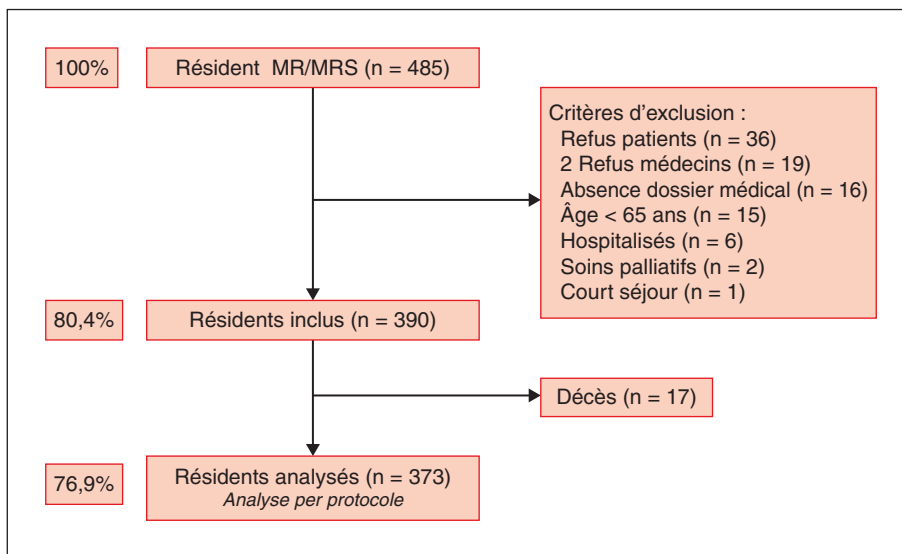 100%
Résident MR/MRS (n = 485)
Critères d'exclusion :
Refus patients (n = 36)
2 Refus médecins (n = 19)
Absence dossier médical (n = 16)
Âge < 65 ans (n = 15)
Hospitalisés (n = 6)
Soins palliatifs (n = 2)
Court séjour (n = 1)
80,4%
Résidents inclus (n = 390)
Décès (n = 17)
76,9%
Résidents analysés (n = 373)
Analyse per protocole